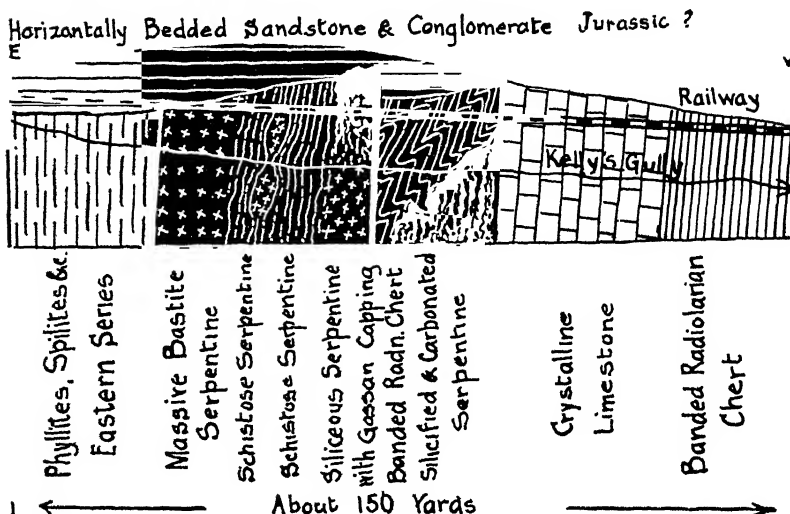 Horizontally Bedded Sandstone & Conglomerate Jurassic ?
E
Railway
Kelly's Gully
Phyllites, Spilites &c.
Eastern Series
Massive Bastite
Serpentine
Schistose Serpentine
Schistose Serpentine
Siliceous Serpentine
with Gassan Capping
Banded Radn. Chert
Silicified & Carbonated
Serpentine
Crystalline
Limestone
Banded Radiolarian
Chert
About 150 Yards